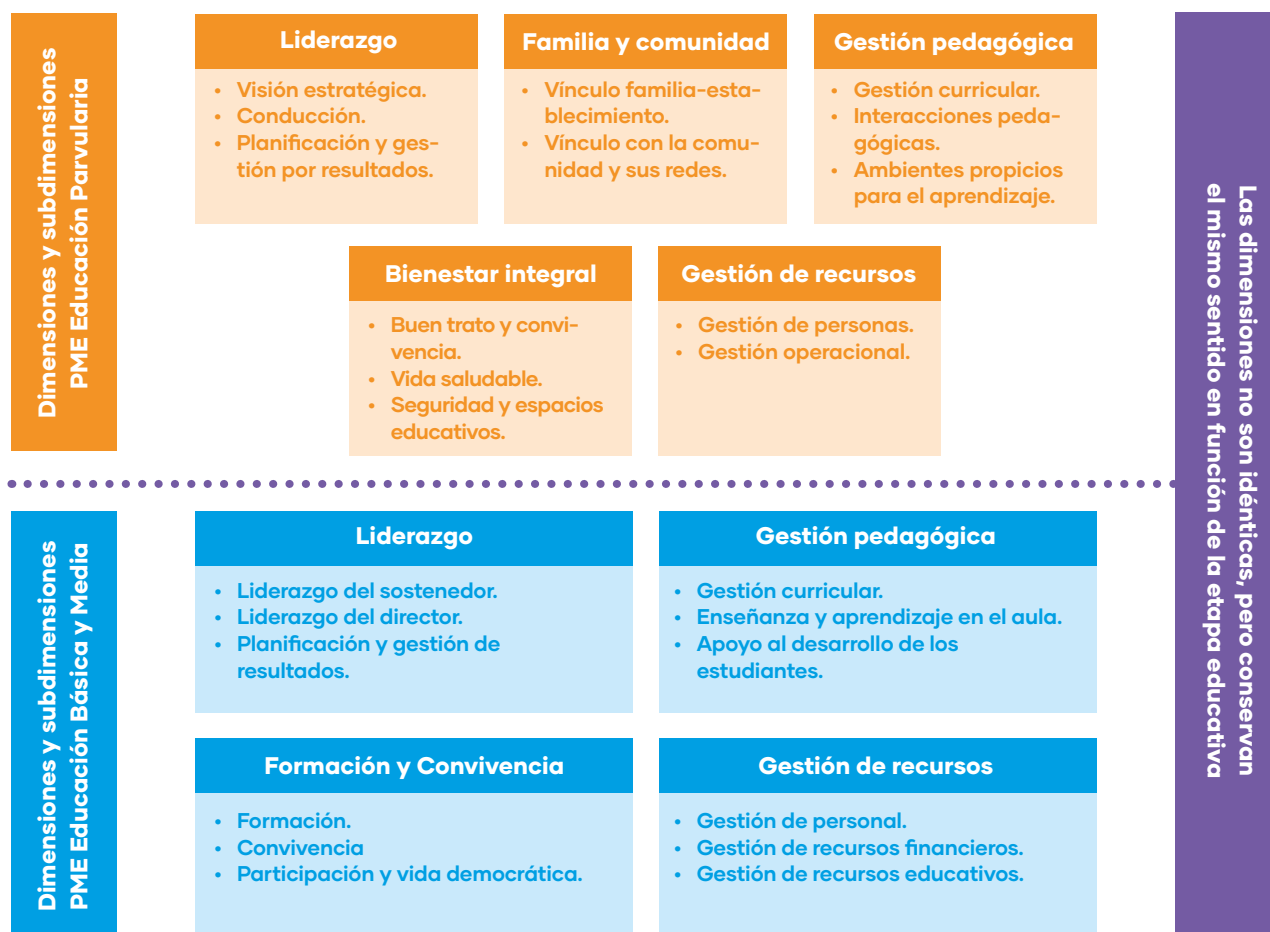 Dimensiones y subdimensiones
PME Educación Parvularia
Liderazgo
• Visión estratégica.
• Conducción.
• Planificación y ges-
tión por resultados.
Familia y comunidad
• Vínculo familia-esta-
blecimiento.
• Vínculo con la comu-
nidad y sus redes.
Gestión pedagógica
• Gestión curricular.
• Interacciones peda-
gógicas.
• Ambientes propicios
para el aprendizaje.
Bienestar integral
• Buen trato y convi-
vencia.
• Vida saludable.
• Seguridad y espacios
educativos.
Gestión de recursos
• Gestión de personas.
• Gestión operacional.
Dimensiones y subdimensiones
PME Educación Básica y Media
Liderazgo
• Liderazgo del sostenedor.
• Liderazgo del director.
• Planificación y gestión de
resultados.
Gestión pedagógica
• Gestión curricular.
• Enseñanza y aprendizaje en el aula.
• Apoyo al desarrollo de los
estudiantes.
Formación y Convivencia
• Formación.
• Convivencia
• Participación y vida democrática.
Gestión de recursos
• Gestión de personal.
• Gestión de recursos financieros.
• Gestión de recursos educativos.
Las dimensiones no son idénticas, pero conservan
el mismo sentido en función de la etapa educativa